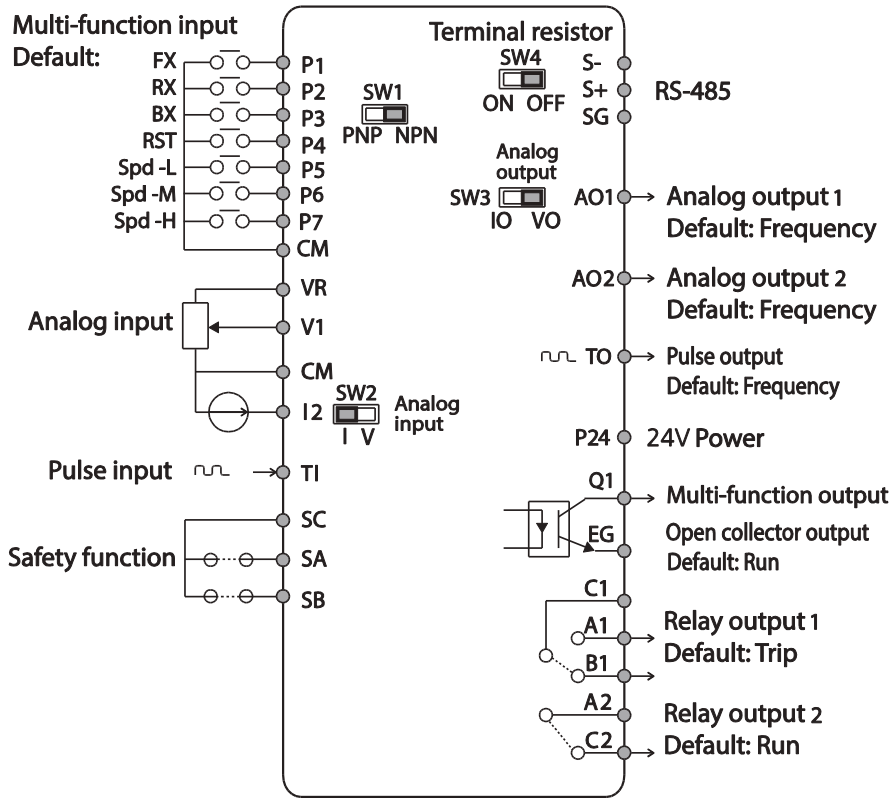 Multi-function input
Default:
FX
RX
BX
RST
Spd -L
Spd -M
Spd -H
P1
P2
P3
P4
P5
P6
P7
CM
SW1
PNP NPN
Analog input
VR
V1
CM
I2
SW2
I V
Analog
input
Pulse input
TI
Safety function
SC
SA
SB
Terminal resistor
SW4
ON OFF
S-
S+
SG
RS-485
Analog
output
SW3
IO VO
AO1
Analog output 1
Default: Frequency
AO2
Analog output 2
Default: Frequency
TO
Pulse output
Default: Frequency
P24
24V Power
Q1
Multi-function output
EG
Open collector output
Default: Run
C1
A1
B1
Relay output 1
Default: Trip
A2
C2
Relay output 2
Default: Run